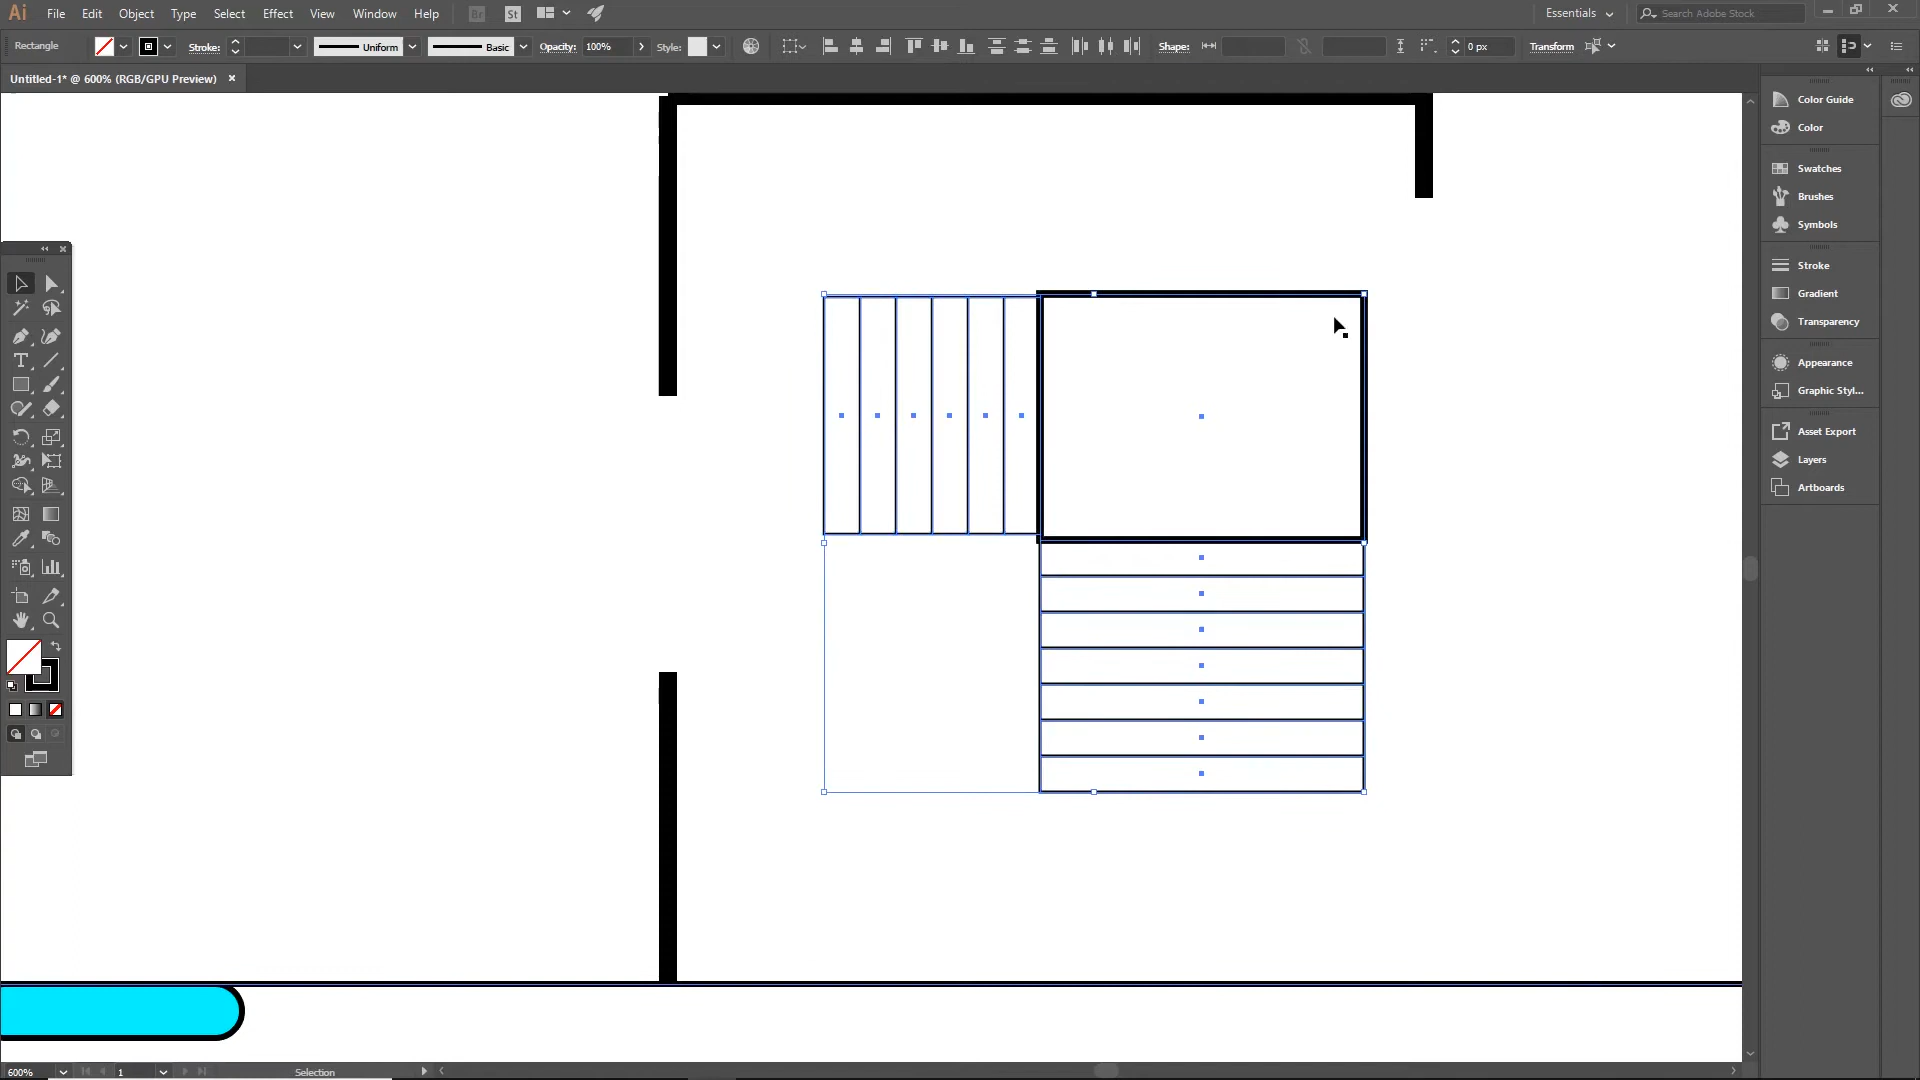 Ai File Edit Object Type Select Effect View Window Help Br St Essentials Search Adobe Stock
Rectangle Stroke: Uniform Basic Opacity: 100% Style: Shape: 0 px Transform
Untitled-1* @ 600% (RGB/GPU Preview) ×
Color Guide
Color
Swatches
Brushes
Symbols
Stroke
Gradient
Transparency
Appearance
Graphic Styl...
Asset Export
Layers
Artboards
T
600% 1 Selection